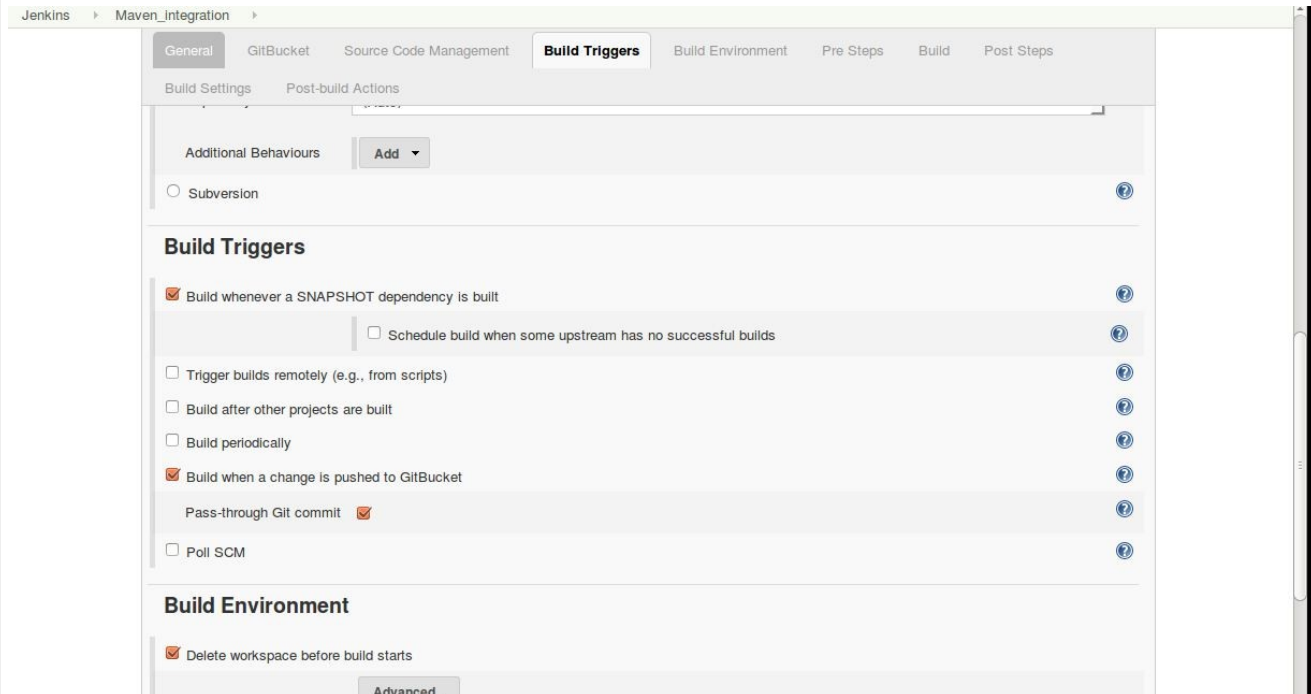 Jenkins Maven_integration
General GitBucket Source Code Management Build Triggers Build Environment Pre Steps Build Post Steps
Build Settings Post-build Actions
Additional Behaviours Add
Subversion
Build Triggers
Build whenever a SNAPSHOT dependency is built
Schedule build when some upstream has no successful builds
Trigger builds remotely (e.g., from scripts)
Build after other projects are built
Build periodically
Build when a change is pushed to GitBucket
Pass-through Git commit
Poll SCM
Build Environment
Delete workspace before build starts
Advanced...